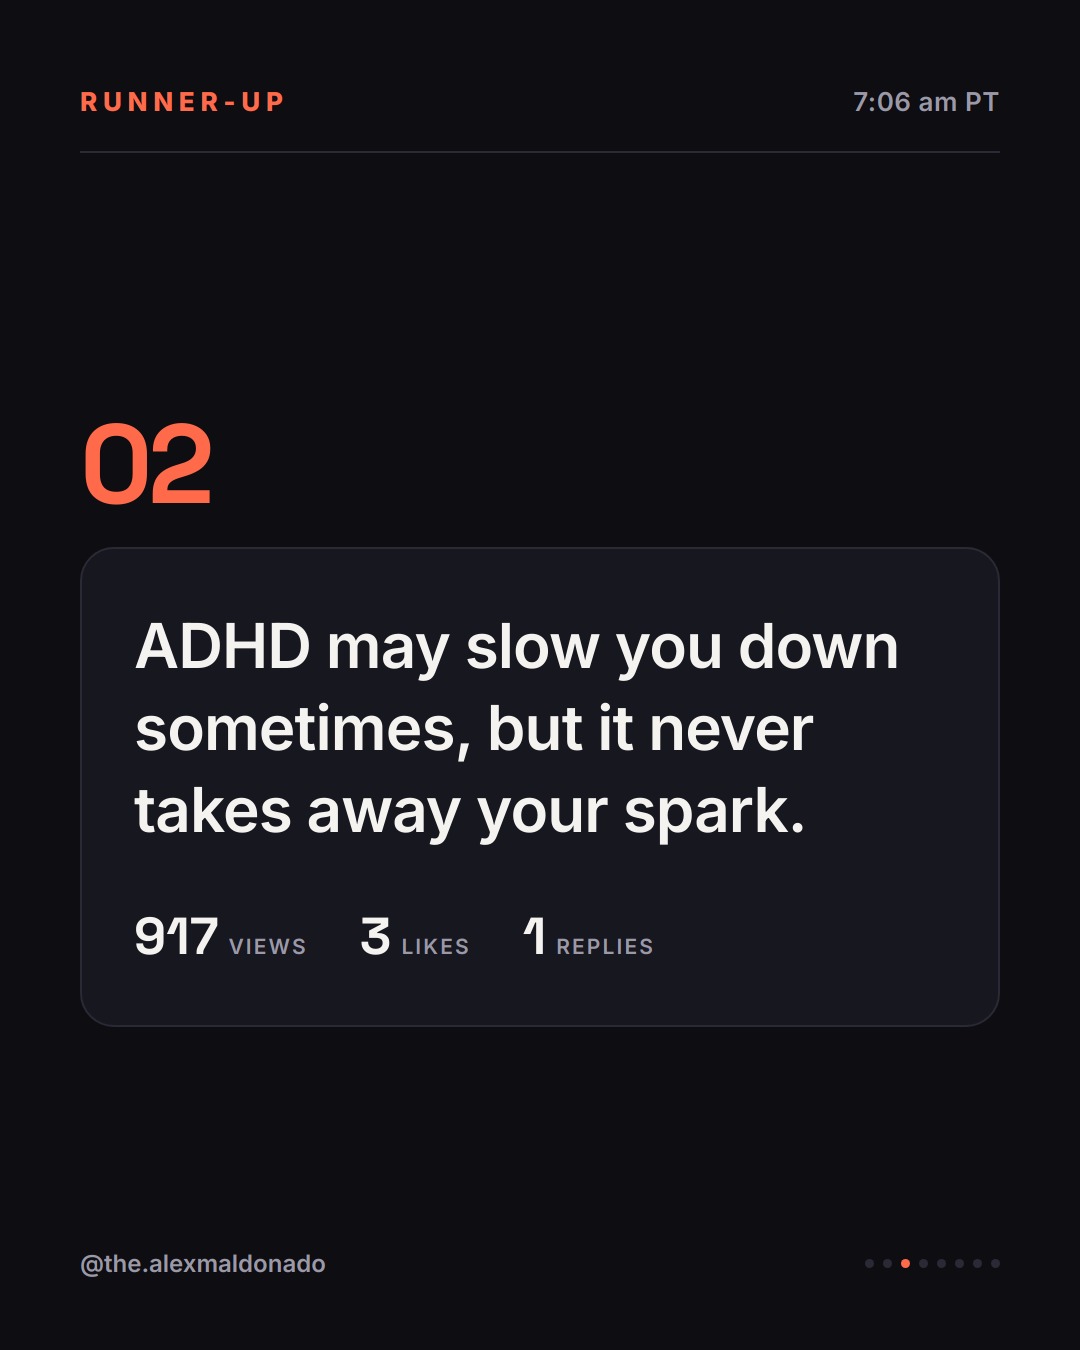 RUNNER-UP
7:06 am PT
02
ADHD may slow you down
sometimes, but it never
takes away your spark.
917 VIEWS 3 LIKES 1 REPLIES
@the.alexmaldonado